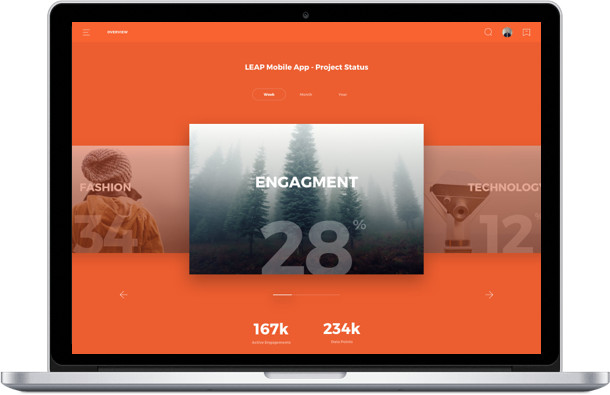 OVERVIEW
LEAP Mobile App - Project Status
Week Month Year
FASHION
34
ENGAGMENT
28%
TECHNOLOGY
12
167k 234k
Active Engagements Data Points